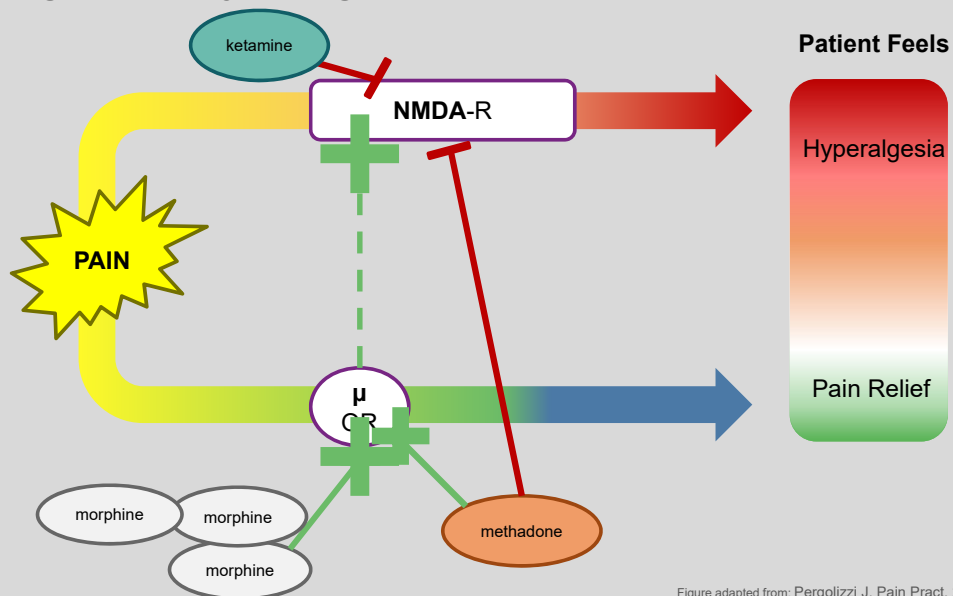 ketamine
Patient Feels
NMDA-R
Hyperalgesia
PAIN
µ
OR
Pain Relief
morphine
morphine
morphine
methadone
Figure adapted from: Pergolizzi J. Pain Pract.